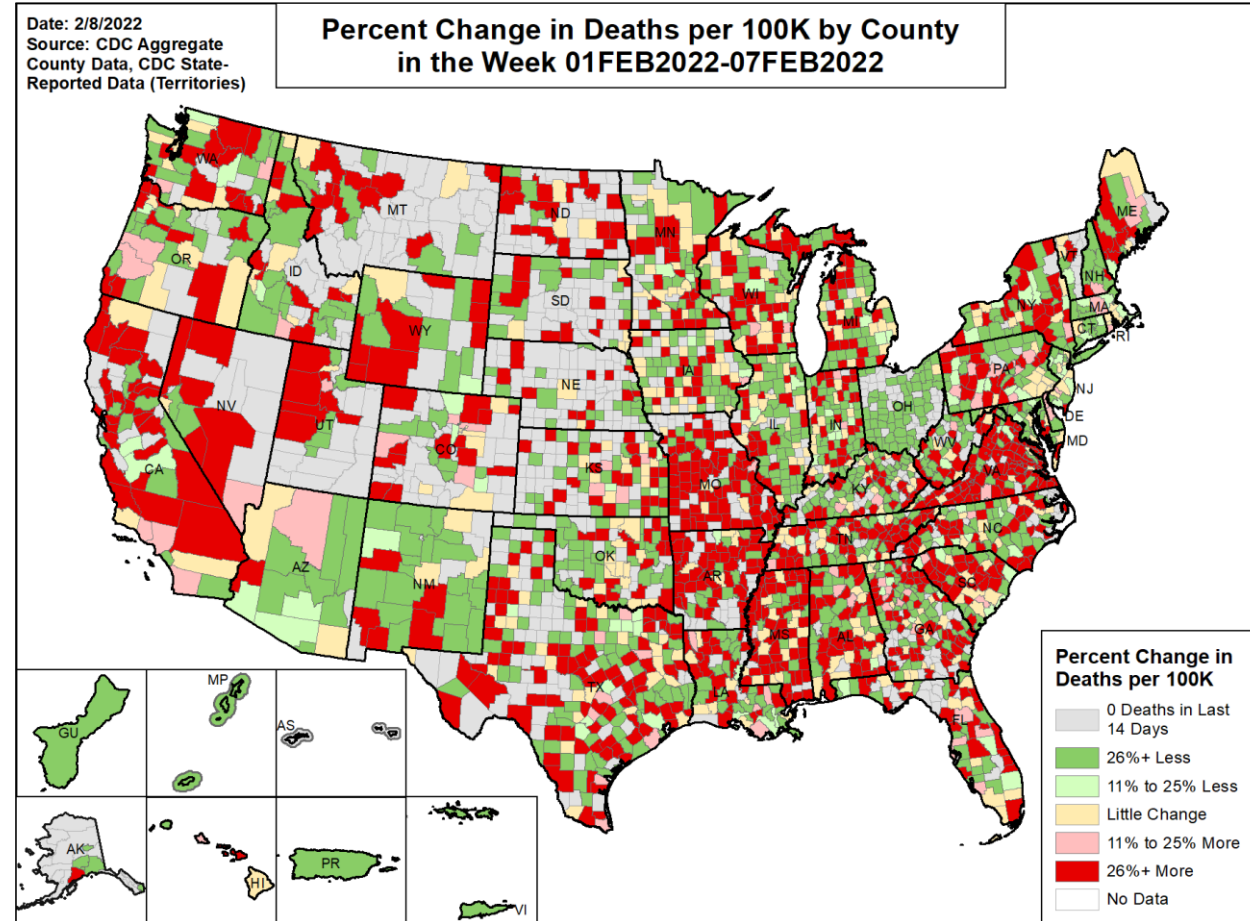 Date: 2/8/2022
Source: CDC Aggregate
County Data, CDC State-
Reported Data (Territories)
Percent Change in Deaths per 100K by County
in the Week 01FEB2022-07FEB2022
WA
MT
ND
MN
ME
OR
ID
SD
WI
MI
VT
NH
NY
MA
CT
RI
WY
IA
PA
NJ
NE
NV
UT
OH
IL
IN
DE
MD
WV
CA
CO
KS
MO
KY
VA
TN
NC
AZ
NM
OK
AR
SC
MS
AL
GA
TX
LA
FL
GU
MP
AS
AK
HI
PR
VI
Percent Change in
Deaths per 100K
0 Deaths in Last
14 Days
26%+ Less
11% to 25% Less
Little Change
11% to 25% More
26%+ More
No Data